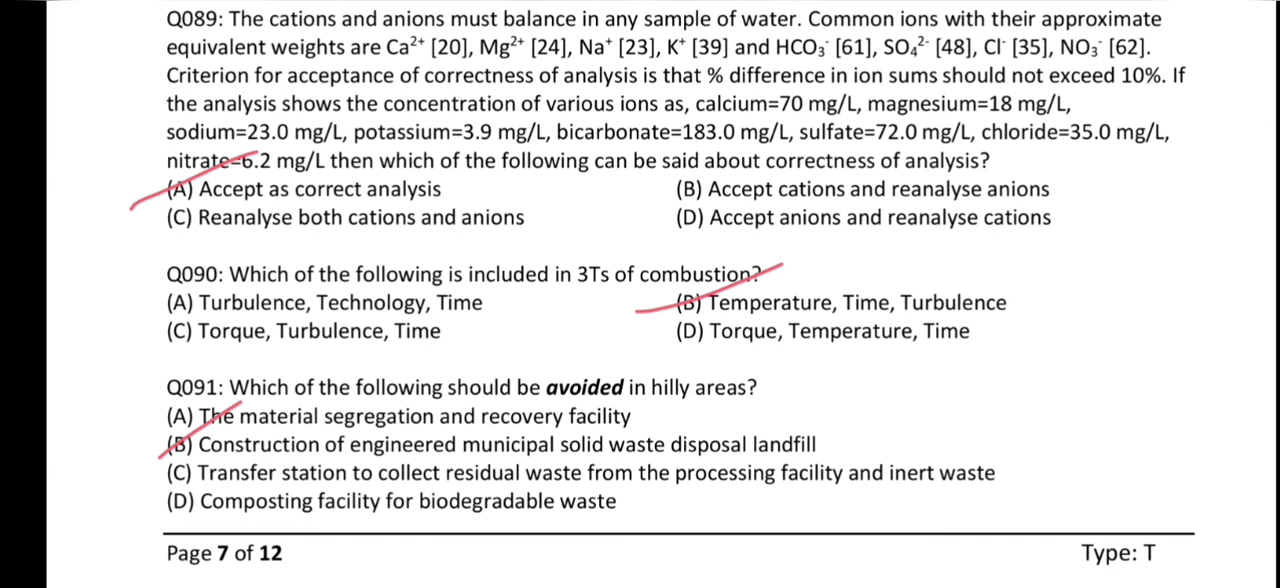 Q089: The cations and anions must balance in any sample of water. Common ions with their approximate
equivalent weights are Ca²⁺ [20], Mg²⁺ [24], Na⁺ [23], K⁺ [39] and HCO₃⁻ [61], SO₄²⁻ [48], Cl⁻ [35], NO₃⁻ [62].
Criterion for acceptance of correctness of analysis is that % difference in ion sums should not exceed 10%. If
the analysis shows the concentration of various ions as, calcium=70 mg/L, magnesium=18 mg/L,
sodium=23.0 mg/L, potassium=3.9 mg/L, bicarbonate=183.0 mg/L, sulfate=72.0 mg/L, chloride=35.0 mg/L,
nitrate=6.2 mg/L then which of the following can be said about correctness of analysis?
(A) Accept as correct analysis (B) Accept cations and reanalyse anions
(C) Reanalyse both cations and anions (D) Accept anions and reanalyse cations
Q090: Which of the following is included in 3Ts of combustion?
(A) Turbulence, Technology, Time (B) Temperature, Time, Turbulence
(C) Torque, Turbulence, Time (D) Torque, Temperature, Time
Q091: Which of the following should be avoided in hilly areas?
(A) The material segregation and recovery facility
(B) Construction of engineered municipal solid waste disposal landfill
(C) Transfer station to collect residual waste from the processing facility and inert waste
(D) Composting facility for biodegradable waste
Page 7 of 12 Type: T